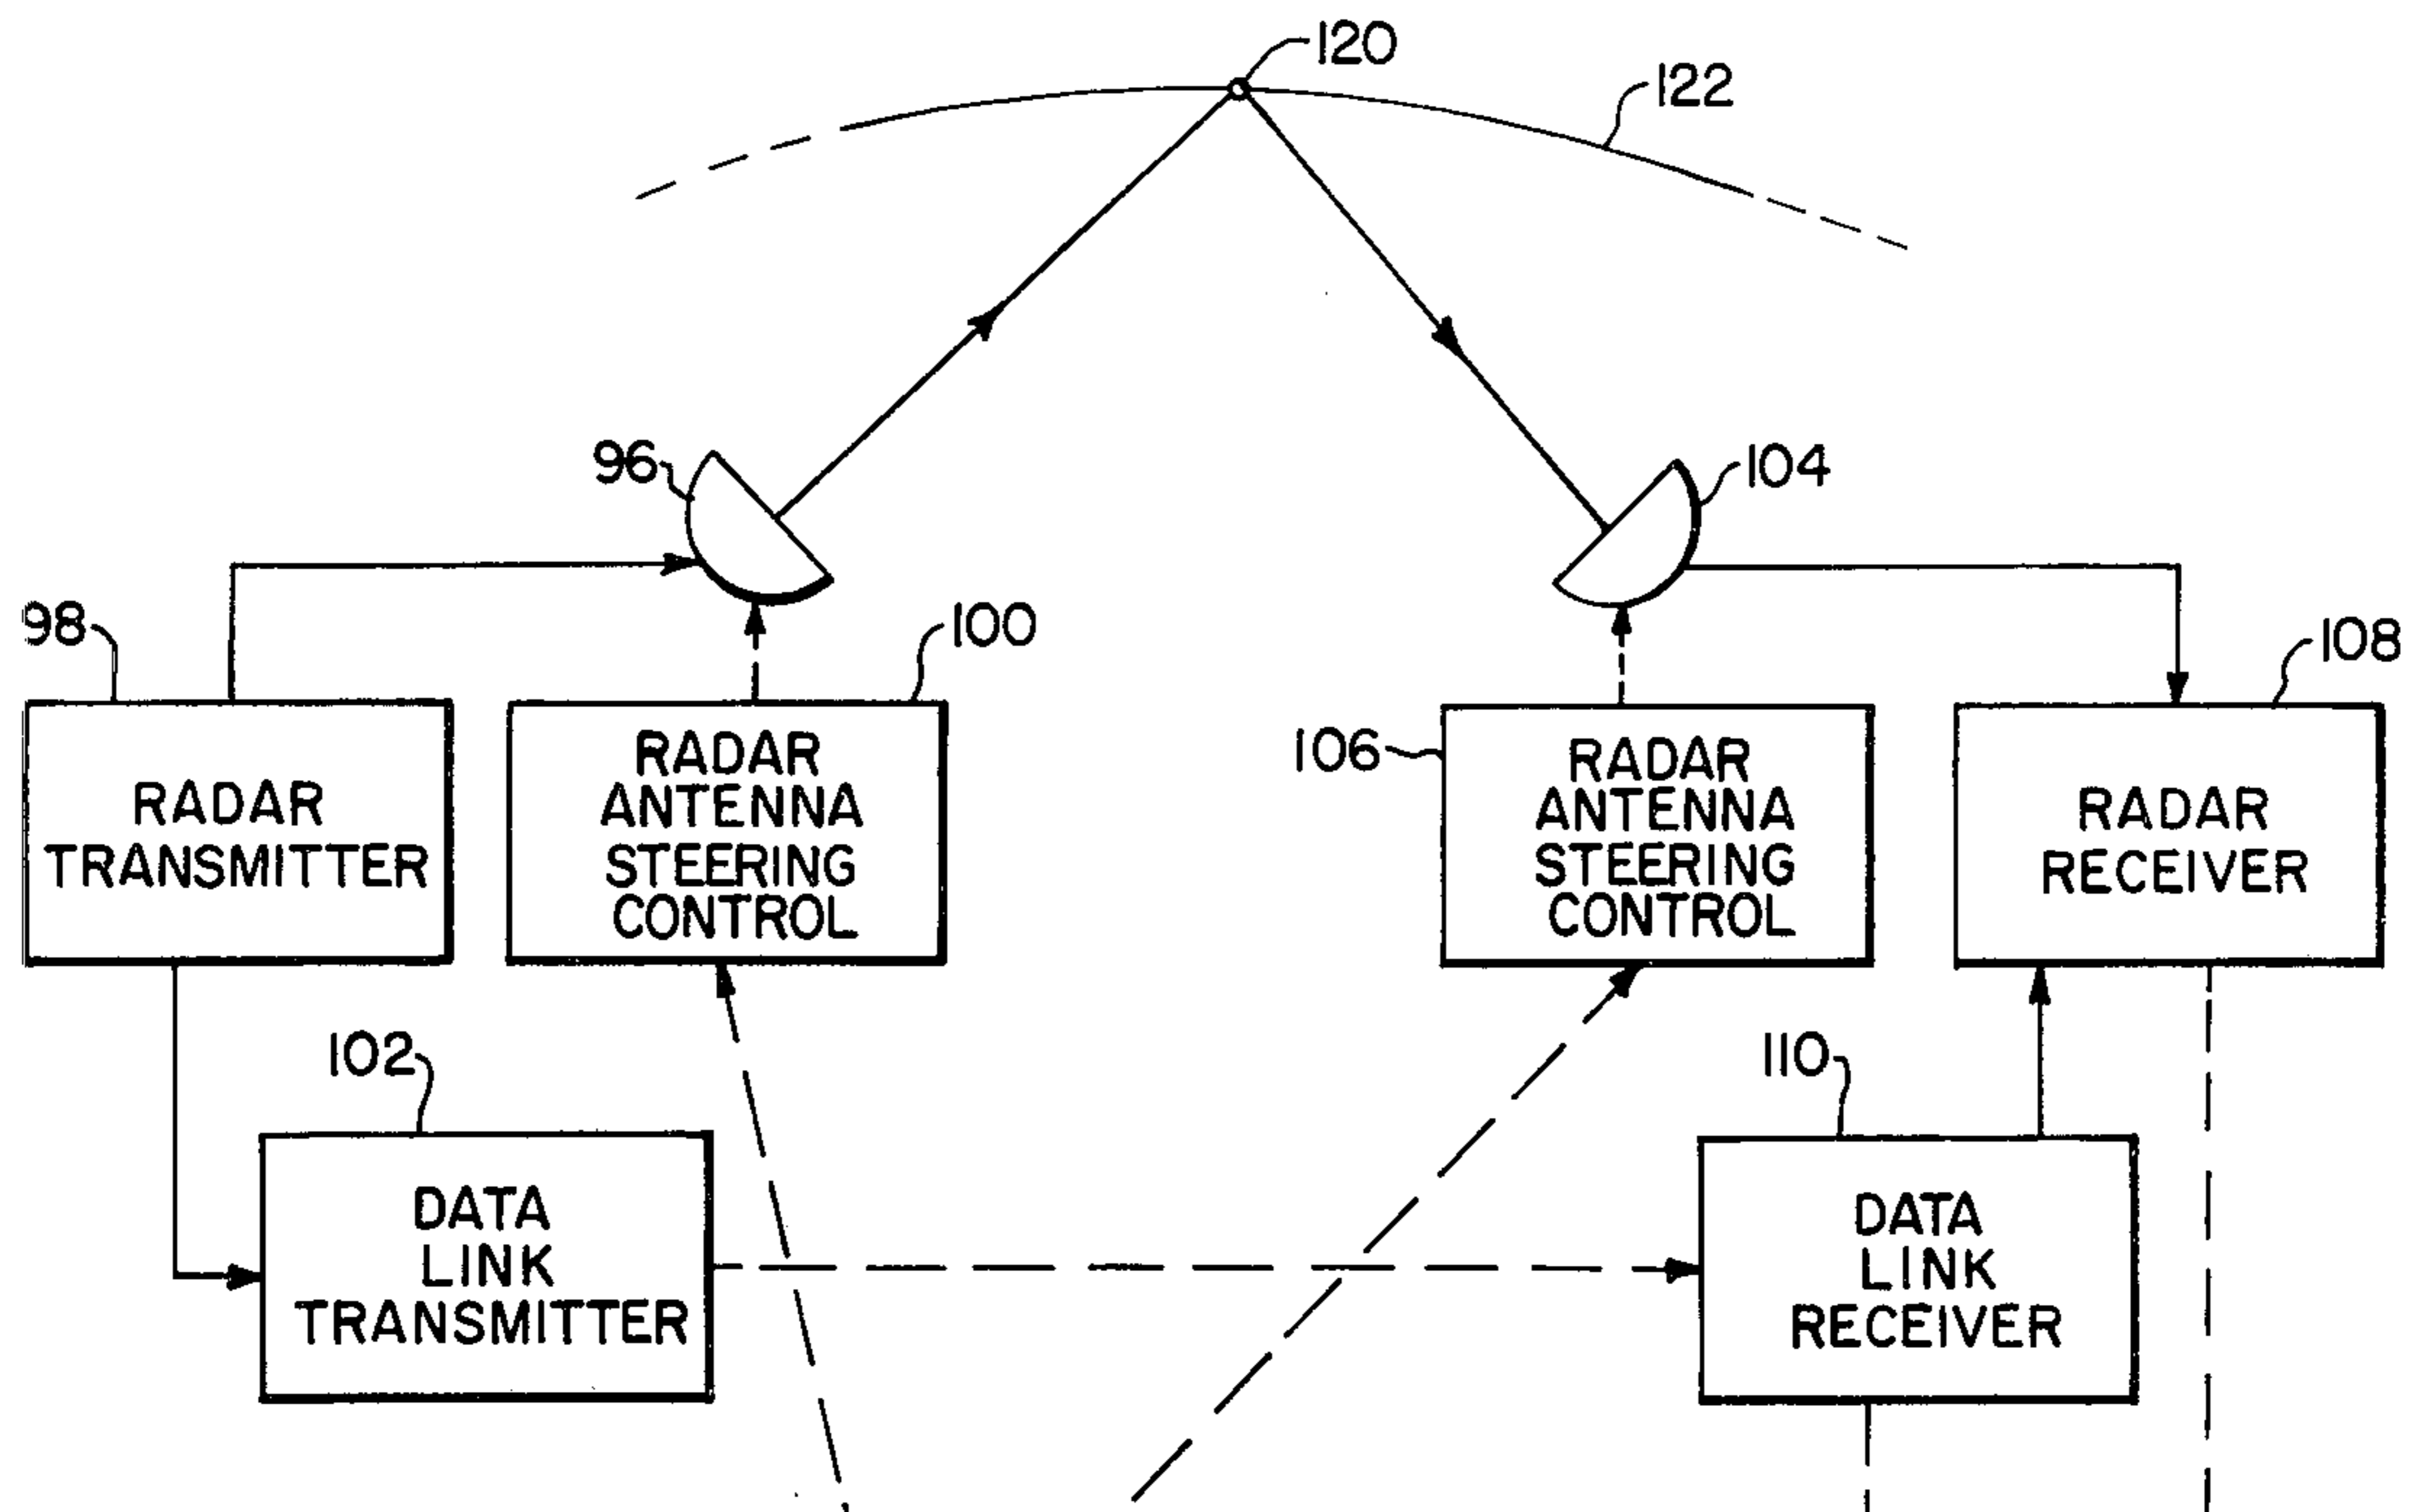 120
122
96
104
98
100
108
106
RADAR
TRANSMITTER
RADAR
ANTENNA
STEERING
CONTROL
RADAR
ANTENNA
STEERING
CONTROL
RADAR
RECEIVER
102
110
DATA
LINK
TRANSMITTER
DATA
LINK
RECEIVER